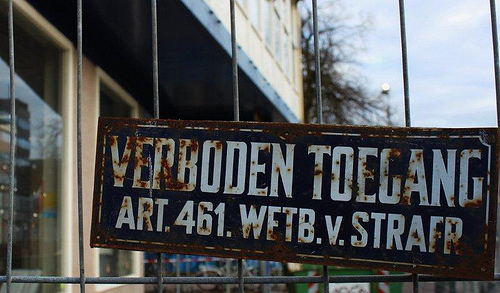 VERBODEN TOEGANG
ART. 461. WETB. v. STRAFR